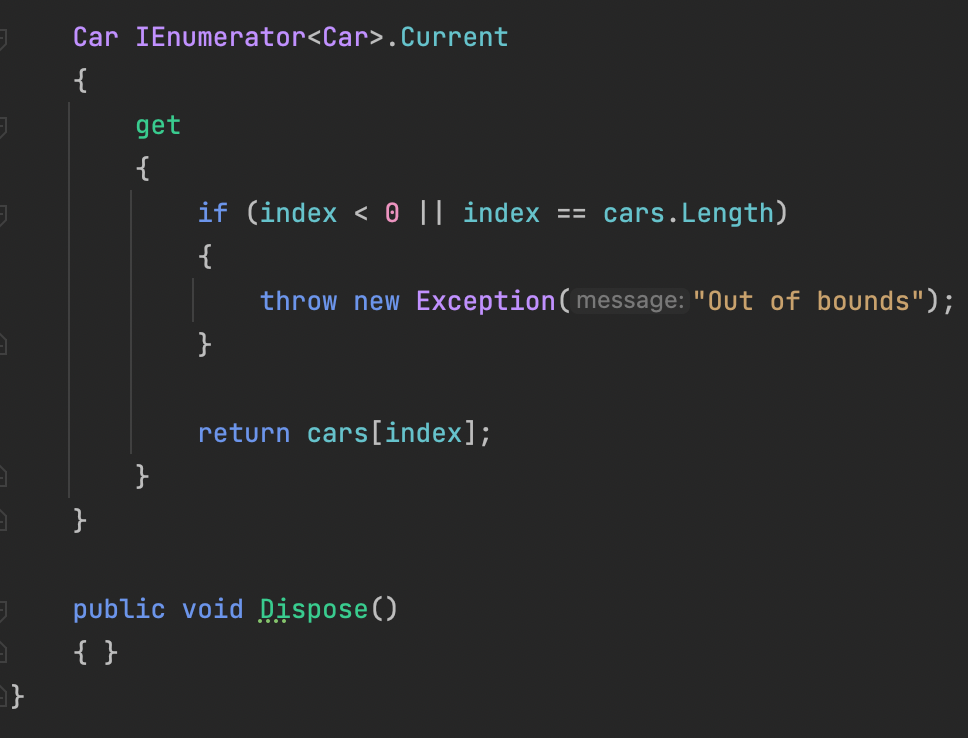 Car IEnumerator<Car>.Current
{
get
{
if (index < 0 || index == cars.Length)
{
throw new Exception(message:"Out of bounds");
}
return cars[index];
}
}
public void Dispose()
{ }
}